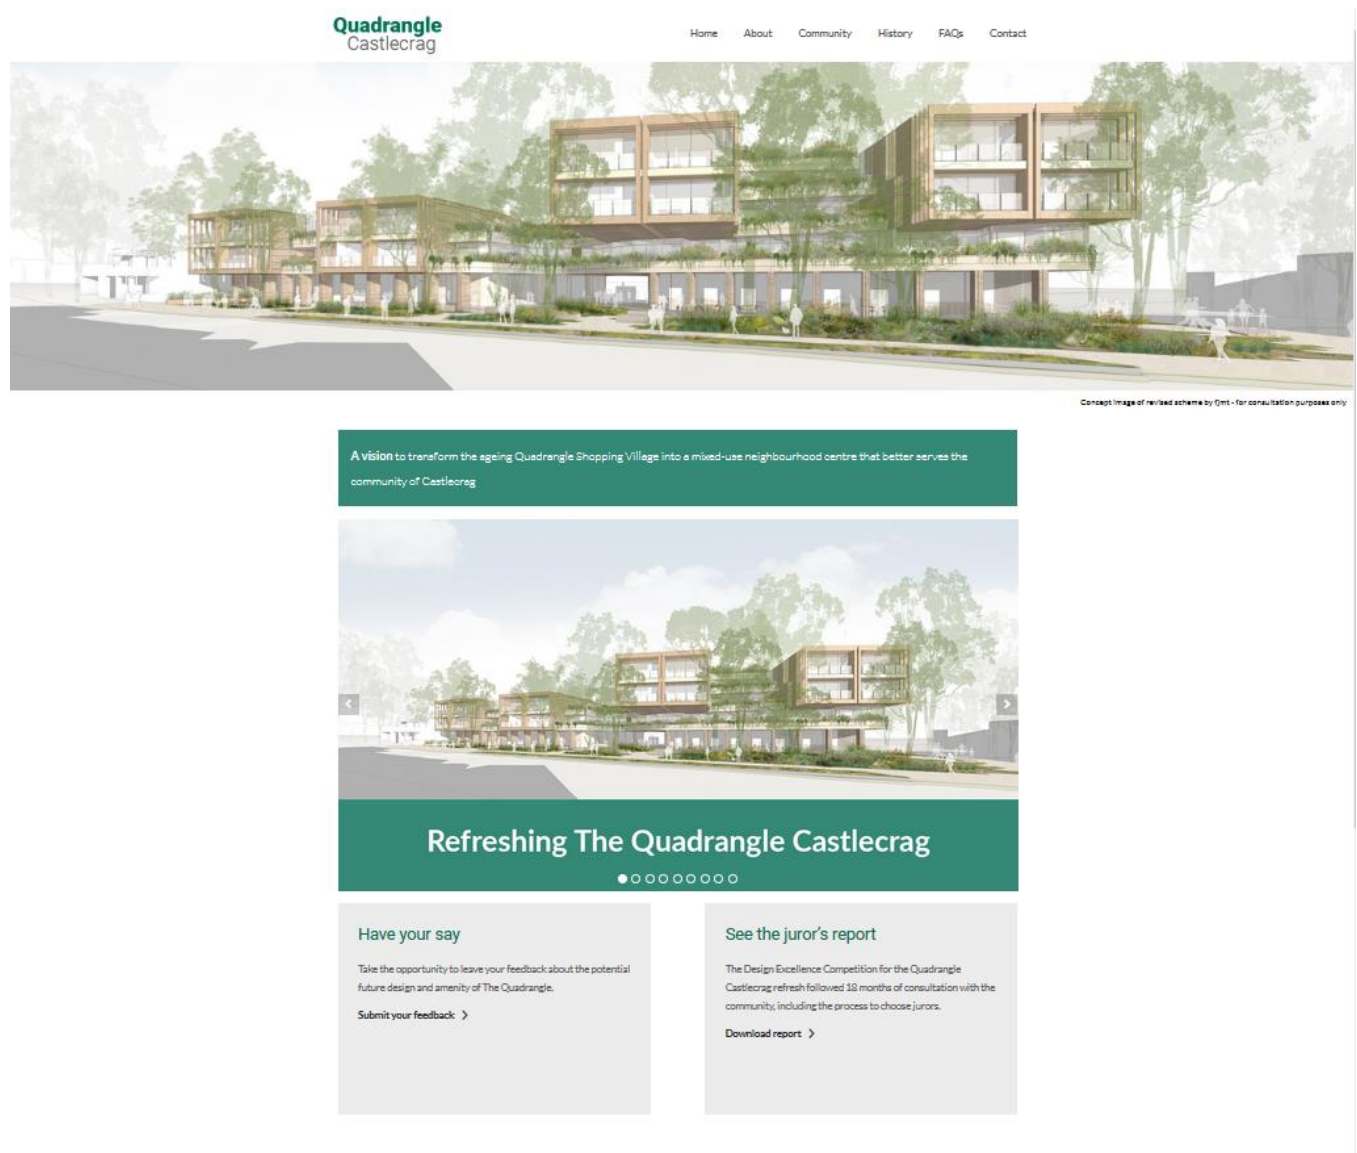 Quadrangle
Castlecrag
Home About Community History FAQs Contact
Concept image of revised scheme by fjmt - for consultation purposes only
A vision to transform the ageing Quadrangle Shopping Village into a mixed-use neighbourhood centre that better serves the
community of Castlecrag
Refreshing The Quadrangle Castlecrag
Have your say
Take the opportunity to leave your feedback about the potential
future design and amenity of The Quadrangle.
Submit your feedback
See the juror's report
The Design Excellence Competition for the Quadrangle
Castlecrag refresh followed 18 months of consultation with the
community, including the process to choose jurors.
Download report